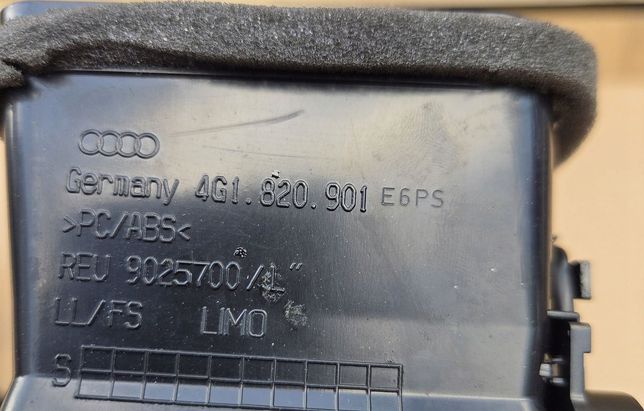 Germany 4G1.820.901 E6PS
>PC/ABS<
REU 9025700/L"
LL/FS LIMO
S